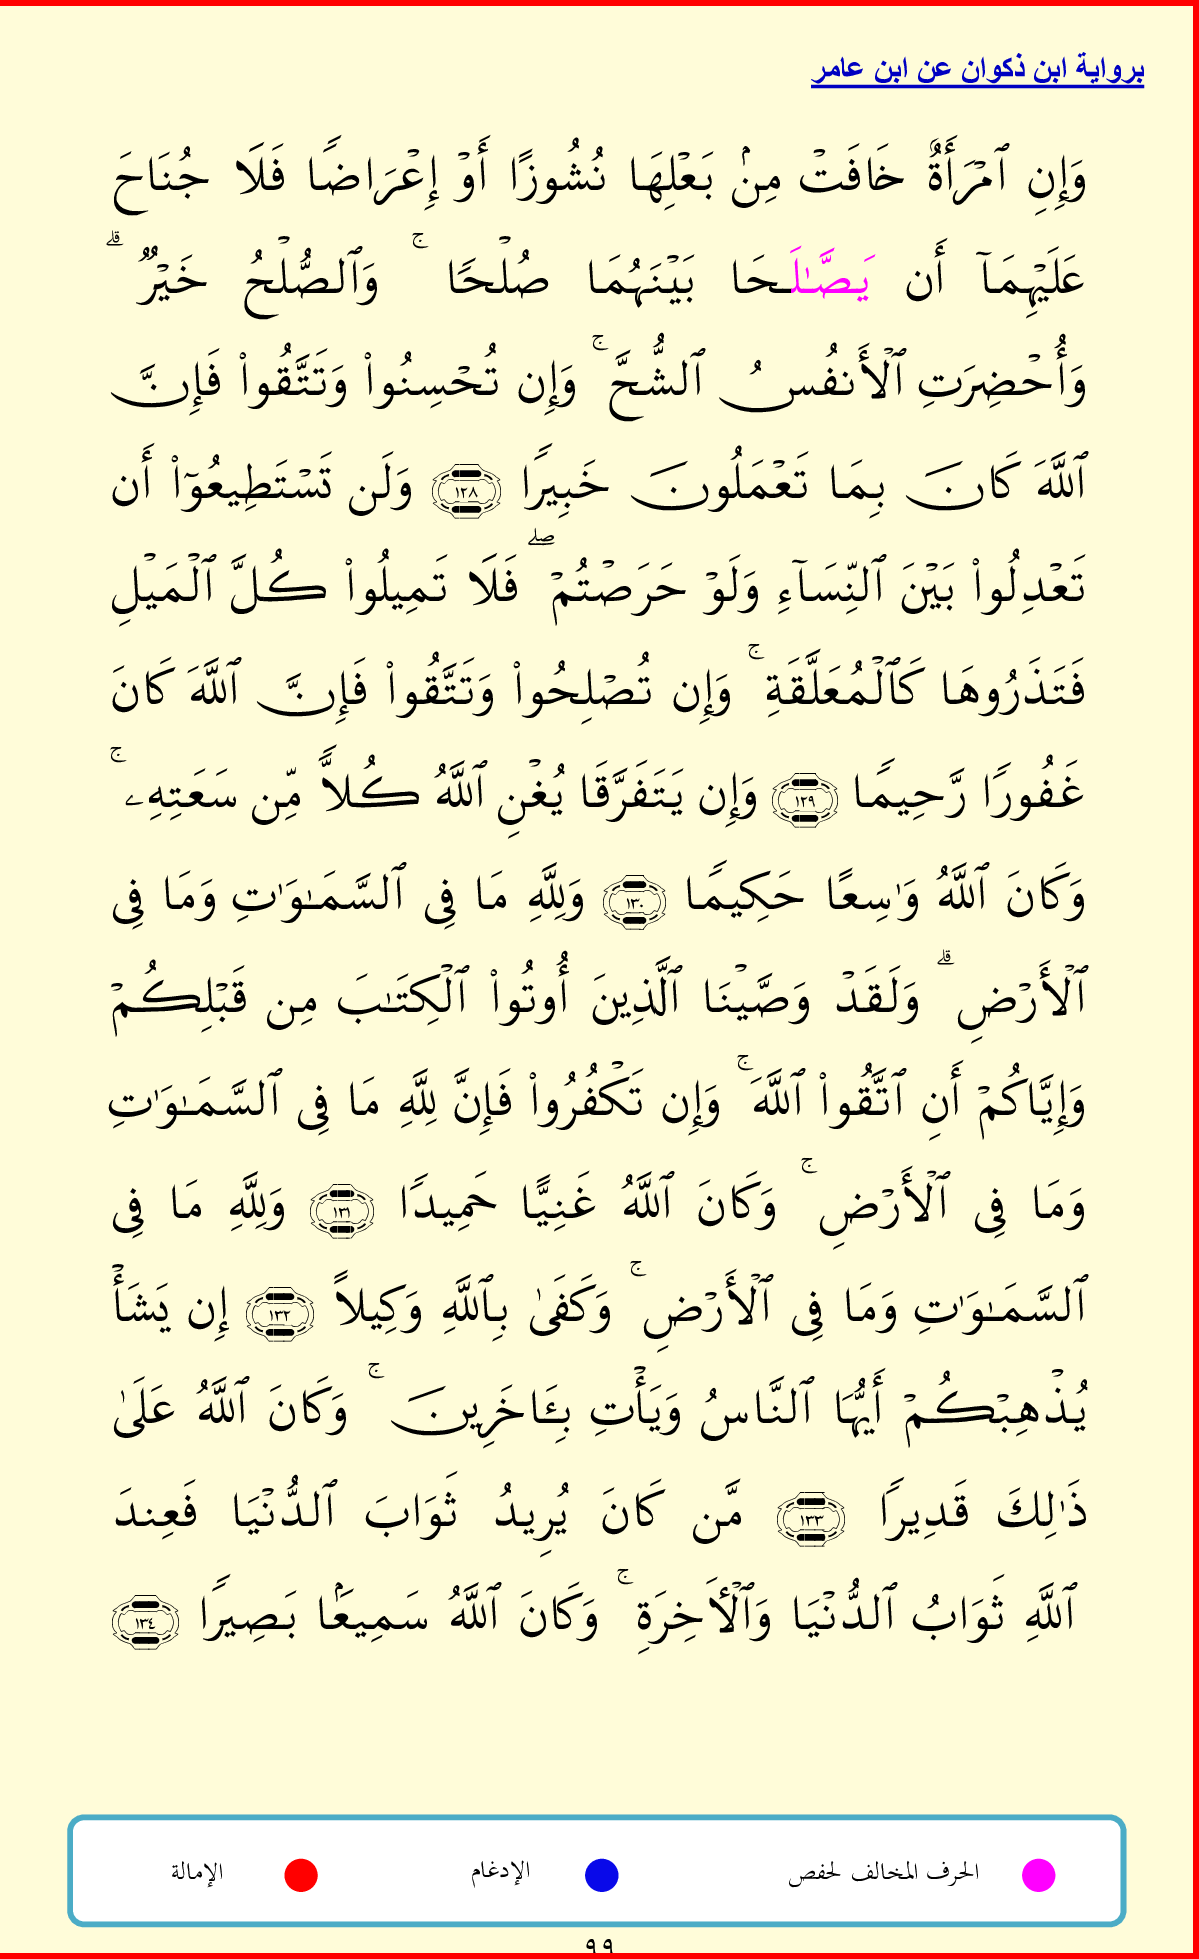 برواية ابن ذكوان عن ابن عامر
وَإِنِ ٱمۡرَأَةٌ خَافَتۡ مِنۢ بَعۡلِهَا نُشُوزًا أَوۡ إِعۡرَاضٗا فَلَا جُنَاحَ
عَلَيۡهِمَآ أَن يَصَّٰلَحَا بَيۡنَهُمَا صُلۡحٗاۚ وَٱلصُّلۡحُ خَيۡرٞۗ
وَأُحۡضِرَتِ ٱلۡأَنفُسُ ٱلشُّحَّۚ وَإِن تُحۡسِنُواْ وَتَتَّقُواْ فَإِنَّ
ٱللَّهَ كَانَ بِمَا تَعۡمَلُونَ خَبِيرٗا ١٢٨ وَلَن تَسۡتَطِيعُوٓاْ أَن
تَعۡدِلُواْ بَيۡنَ ٱلنِّسَآءِ وَلَوۡ حَرَصۡتُمۡۖ فَلَا تَمِيلُواْ كُلَّ ٱلۡمَيۡلِ
فَتَذَرُوهَا كَٱلۡمُعَلَّقَةِۚ وَإِن تُصۡلِحُواْ وَتَتَّقُواْ فَإِنَّ ٱللَّهَ كَانَ
غَفُورٗا رَّحِيمٗا ١٢٩ وَإِن يَتَفَرَّقَا يُغۡنِ ٱللَّهُ كُلّٗا مِّن سَعَتِهِۦۚ
وَكَانَ ٱللَّهُ وَٰسِعًا حَكِيمٗا ١٣٠ وَلِلَّهِ مَا فِي ٱلسَّمَٰوَٰتِ وَمَا فِي
ٱلۡأَرۡضِۗ وَلَقَدۡ وَصَّيۡنَا ٱلَّذِينَ أُوتُواْ ٱلۡكِتَٰبَ مِن قَبۡلِكُمۡ
وَإِيَّاكُمۡ أَنِ ٱتَّقُواْ ٱللَّهَۚ وَإِن تَكۡفُرُواْ فَإِنَّ لِلَّهِ مَا فِي ٱلسَّمَٰوَٰتِ
وَمَا فِي ٱلۡأَرۡضِۚ وَكَانَ ٱللَّهُ غَنِيًّا حَمِيدٗا ١٣١ وَلِلَّهِ مَا فِي
ٱلسَّمَٰوَٰتِ وَمَا فِي ٱلۡأَرۡضِۚ وَكَفَىٰ بِٱللَّهِ وَكِيلًا ١٣٢ إِن يَشَأۡ
يُذۡهِبۡكُمۡ أَيُّهَا ٱلنَّاسُ وَيَأۡتِ بِـَٔاخَرِينَۚ وَكَانَ ٱللَّهُ عَلَىٰ
ذَٰلِكَ قَدِيرٗا ١٣٣ مَّن كَانَ يُرِيدُ ثَوَابَ ٱلدُّنۡيَا فَعِندَ
ٱللَّهِ ثَوَابُ ٱلدُّنۡيَا وَٱلۡأٓخِرَةِۚ وَكَانَ ٱللَّهُ سَمِيعَۢا بَصِيرٗا ١٣٤
الحرف المخالف لحفص الإدغام الإمالة
٩٩